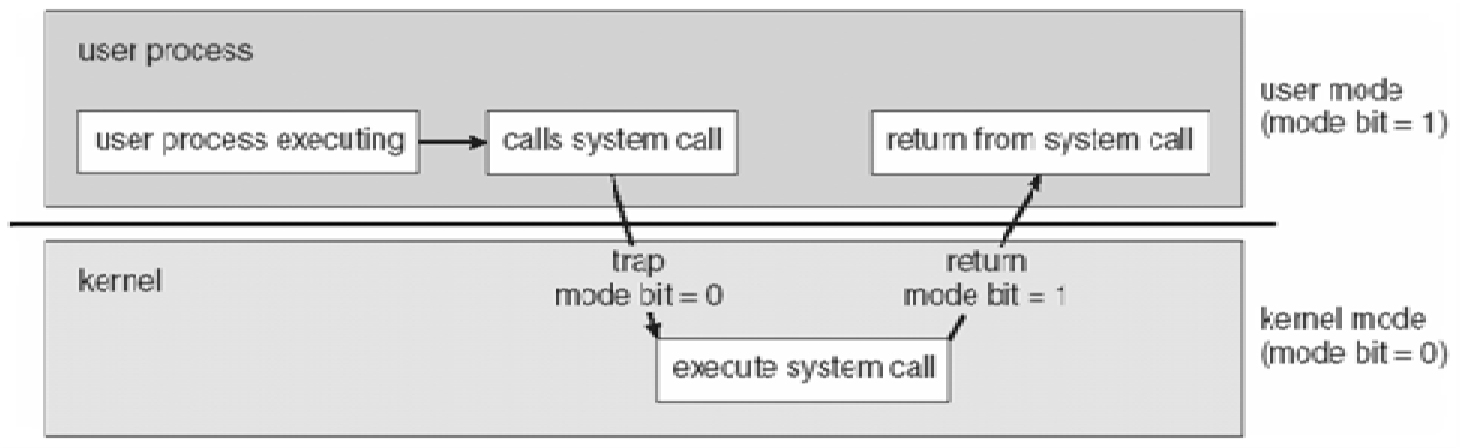 user process
user process executing
calls system call
return from system call
user mode
(mode bit = 1)
trap
mode bit = 0
return
mode bit = 1
kernel
execute system call
kernel mode
(mode bit = 0)